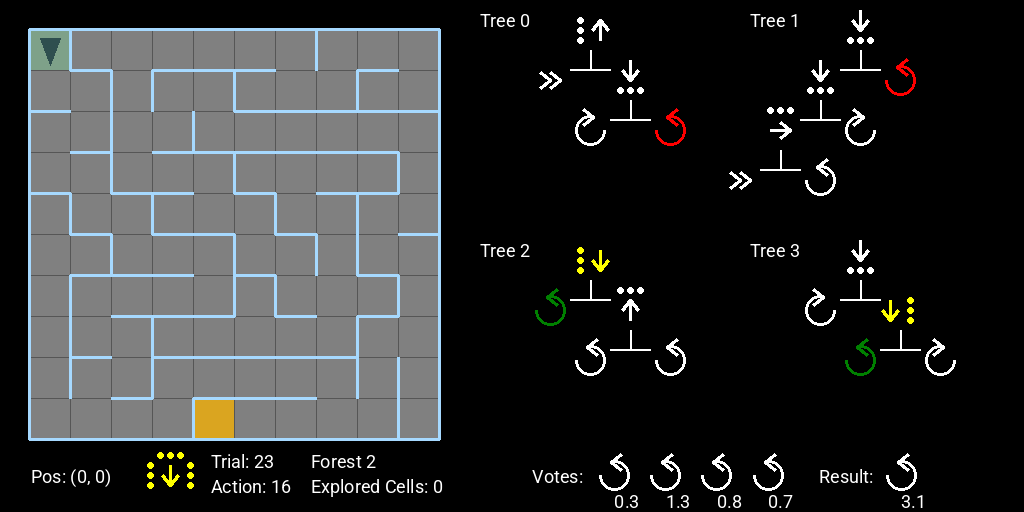 Tree 0
Tree 1
Tree 2
Tree 3
Pos: (0, 0)
Trial: 23
Forest 2
Action: 16
Explored Cells: 0
Votes:
0.3
1.3
0.8
0.7
Result:
3.1